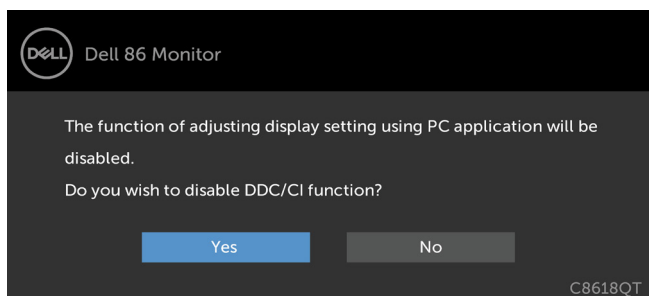 DELL
Dell 86 Monitor
The function of adjusting display setting using PC application will be
disabled.
Do you wish to disable DDC/CI function?
Yes
No
C8618QT